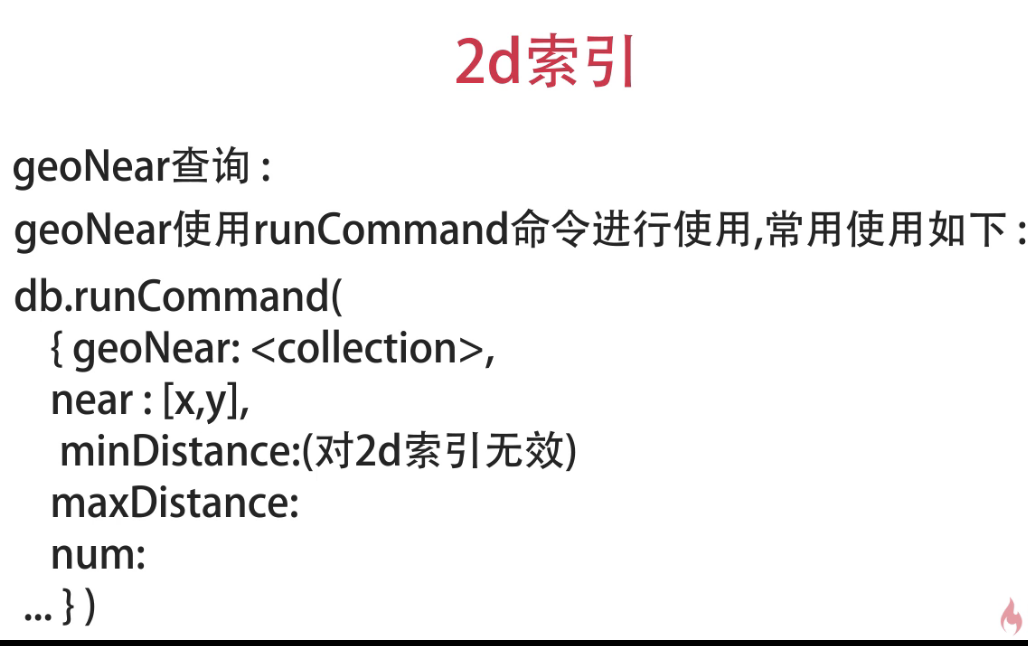 2d索引
geoNear查询 :
geoNear使用runCommand命令进行使用,常用使用如下 :
db.runCommand(
{ geoNear: <collection>,
near : [x,y],
minDistance:(对2d索引无效)
maxDistance:
num:
... } )